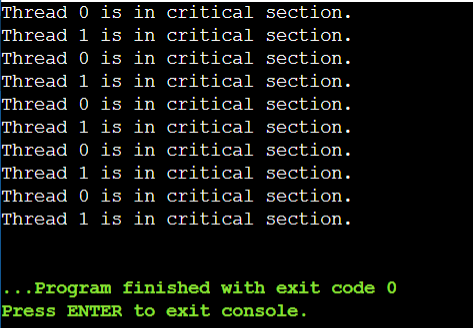 Thread 0 is in critical section.
Thread 1 is in critical section.
Thread 0 is in critical section.
Thread 1 is in critical section.
Thread 0 is in critical section.
Thread 1 is in critical section.
Thread 0 is in critical section.
Thread 1 is in critical section.
Thread 0 is in critical section.
Thread 1 is in critical section.
...Program finished with exit code 0
Press ENTER to exit console.